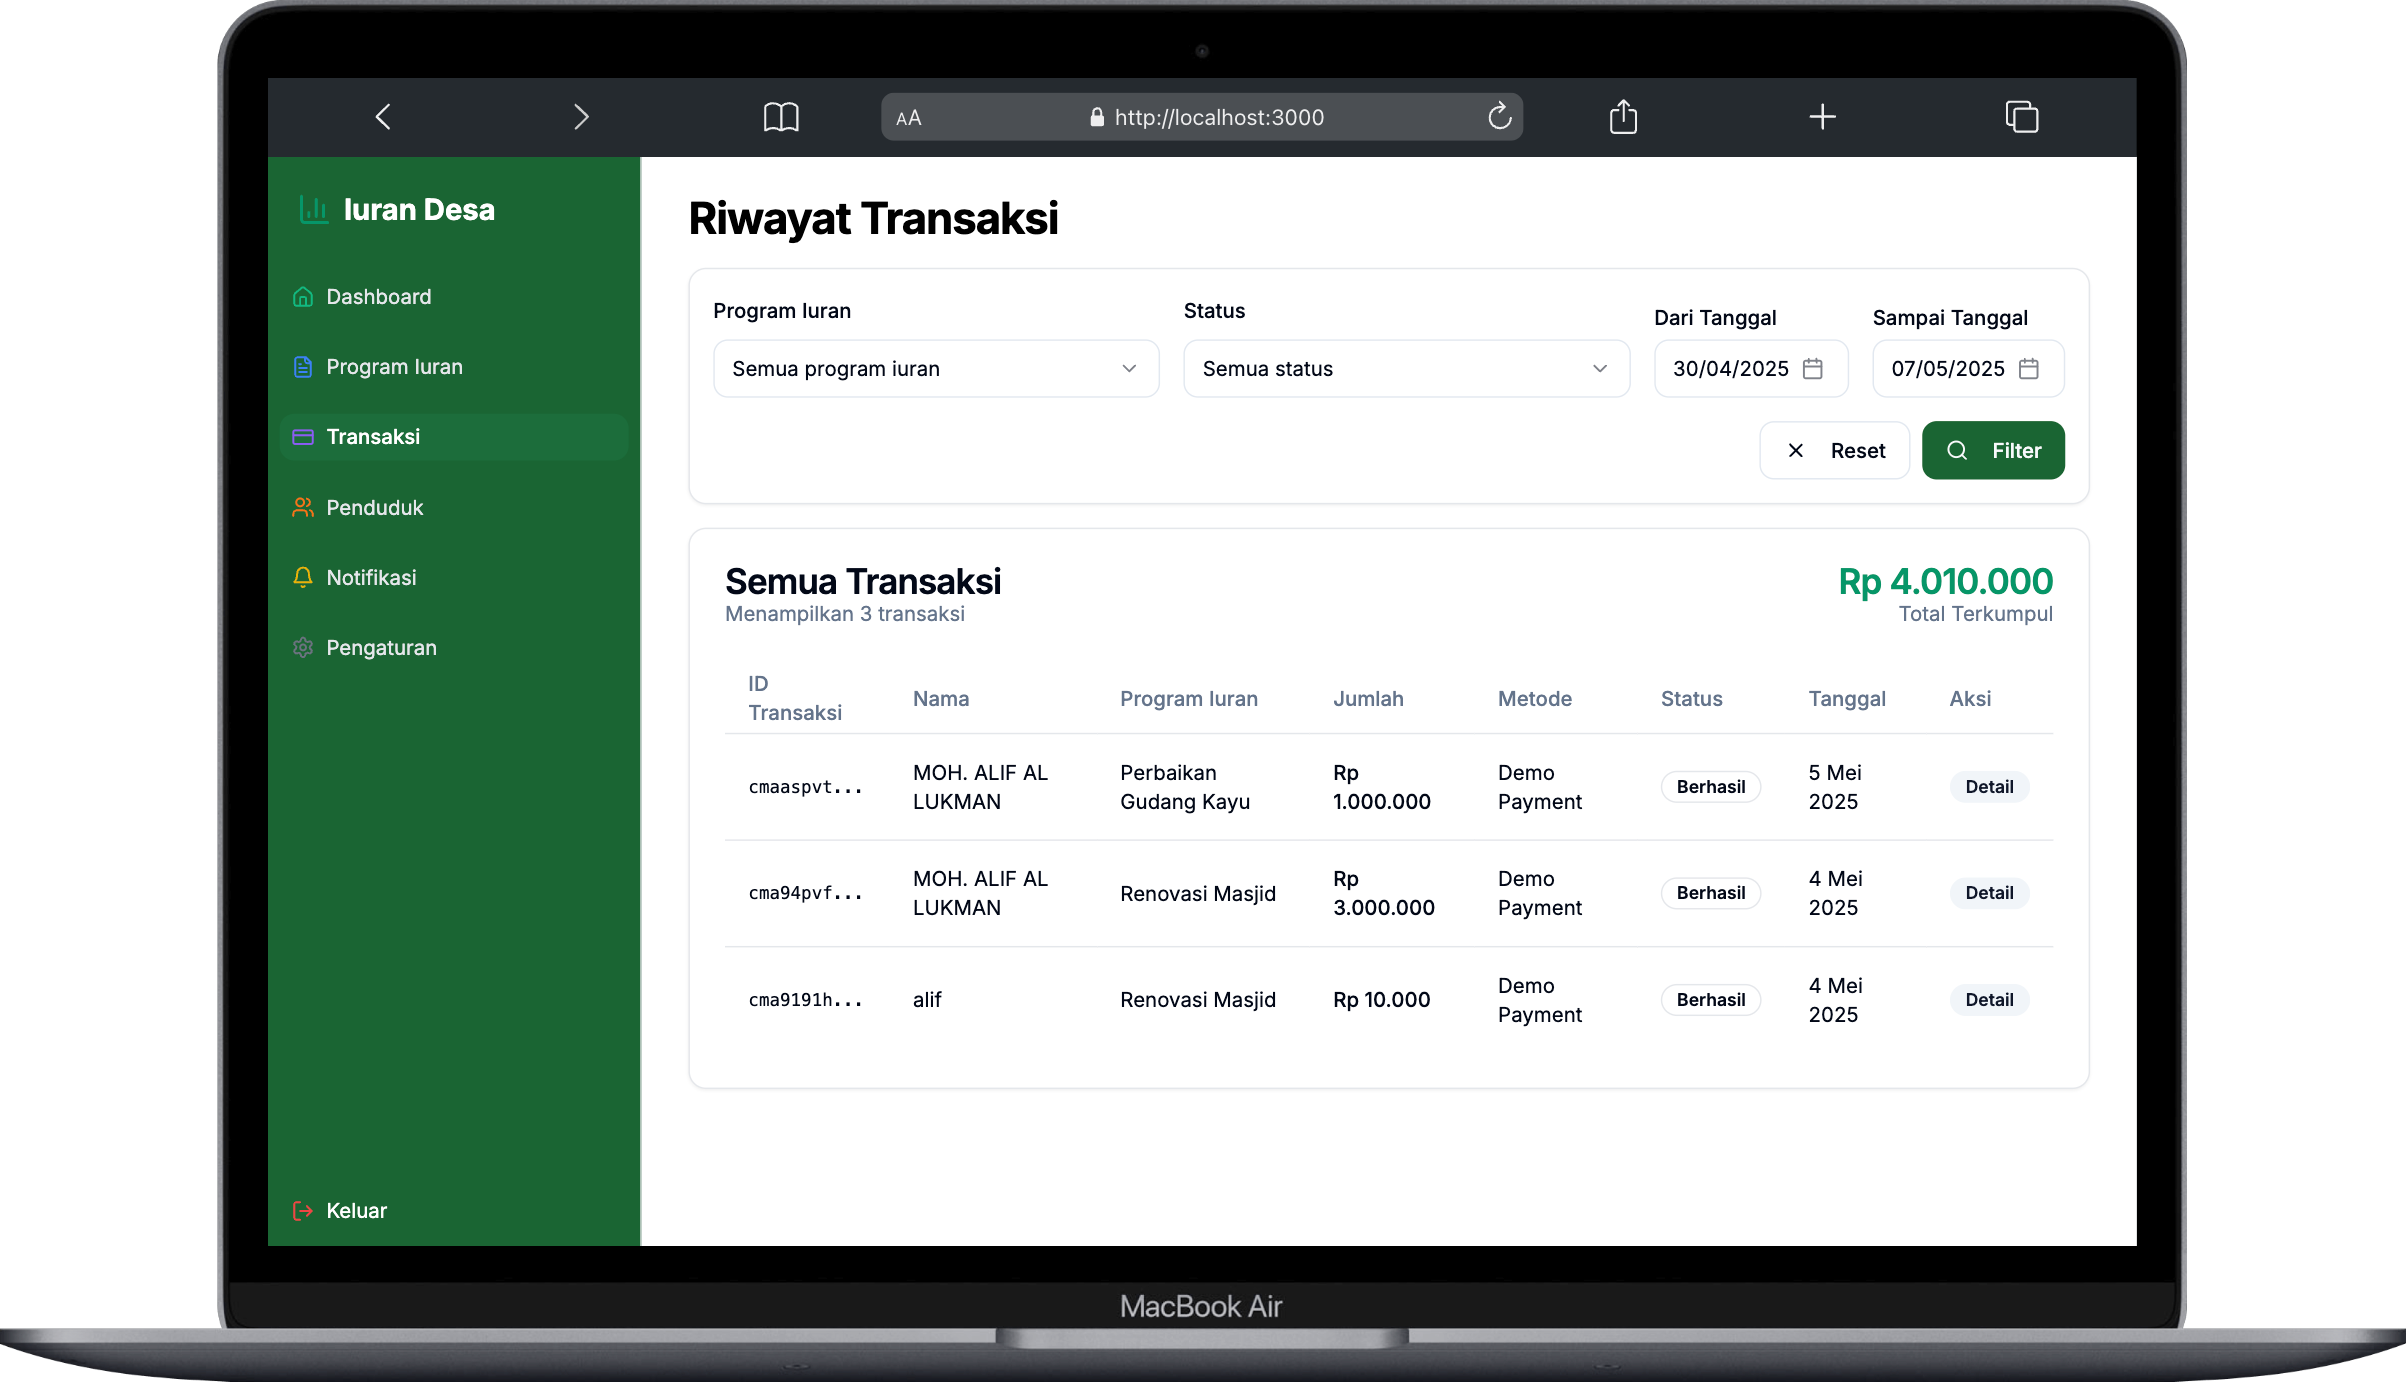 AA
http://localhost:3000
Iuran Desa
Dashboard
Program Iuran
Transaksi
Penduduk
Notifikasi
Pengaturan
Keluar
Riwayat Transaksi
Program Iuran
Status
Dari Tanggal
Sampai Tanggal
Semua program iuran
Semua status
30/04/2025
07/05/2025
Reset
Filter
Semua Transaksi
Menampilkan 3 transaksi
Rp 4.010.000
Total Terkumpul
ID
Transaksi
Nama
Program Iuran
Jumlah
Metode
Status
Tanggal
Aksi
cmaaspvt...
MOH. ALIF AL
LUKMAN
Perbaikan
Gudang Kayu
Rp
1.000.000
Demo
Payment
Berhasil
5 Mei
2025
Detail
cma94pvf...
MOH. ALIF AL
LUKMAN
Renovasi Masjid
Rp
3.000.000
Demo
Payment
Berhasil
4 Mei
2025
Detail
cma9191h...
alif
Renovasi Masjid
Rp 10.000
Demo
Payment
Berhasil
4 Mei
2025
Detail
MacBook Air